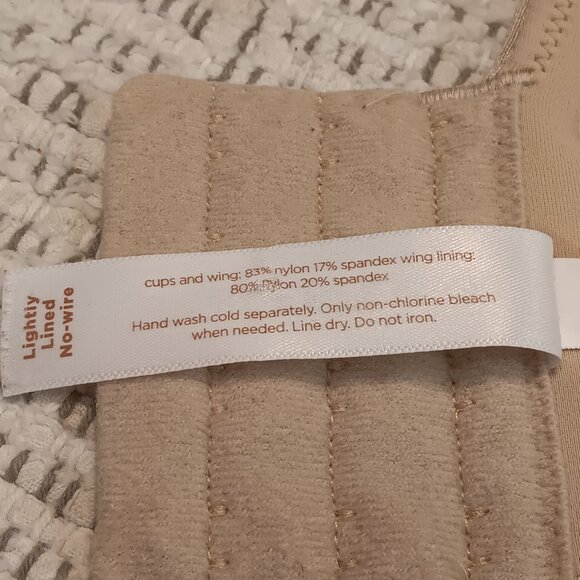 Lightly
Lined
No-wire
cups and wing: 83% nylon 17% spandex wing lining:
80% nylon 20% spandex
Hand wash cold separately. Only non-chlorine bleach
when needed. Line dry. Do not iron.